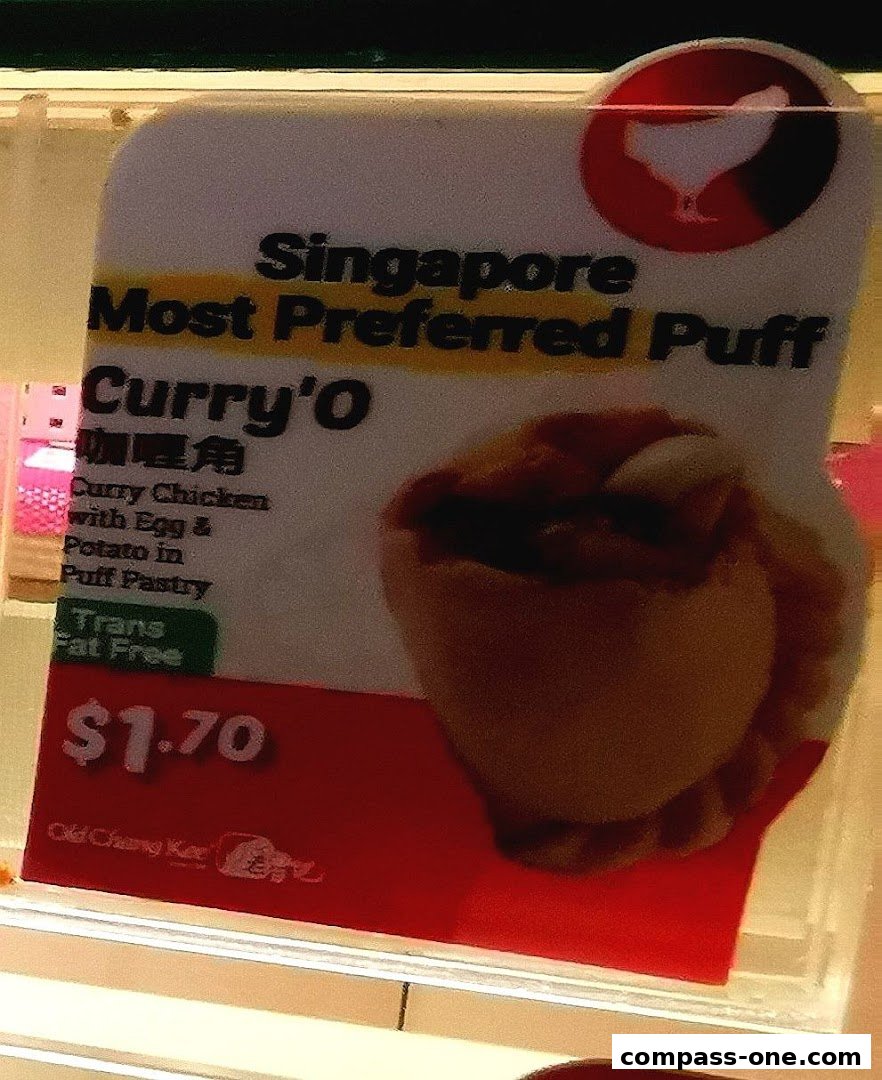 Singapore
Most Preferred Puff
Curry'O
咖喱角
Curry Chicken
with Egg &
Potato in
Puff Pastry
Trans
Fat Free
$1.70
Old Chang Kee
compass-one.com